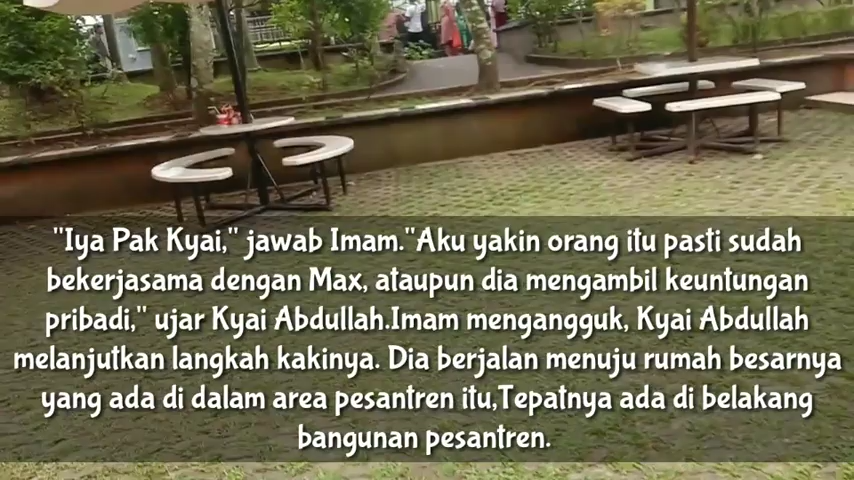 "Iya Pak Kyai," jawab Imam."Aku yakin orang itu pasti sudah
bekerjasama dengan Max, ataupun dia mengambil keuntungan
pribadi," ujar Kyai Abdullah.Imam mengangguk, Kyai Abdullah
melanjutkan langkah kakinya. Dia berjalan menuju rumah besarnya
yang ada di dalam area pesantren itu,Tepatnya ada di belakang
bangunan pesantren.